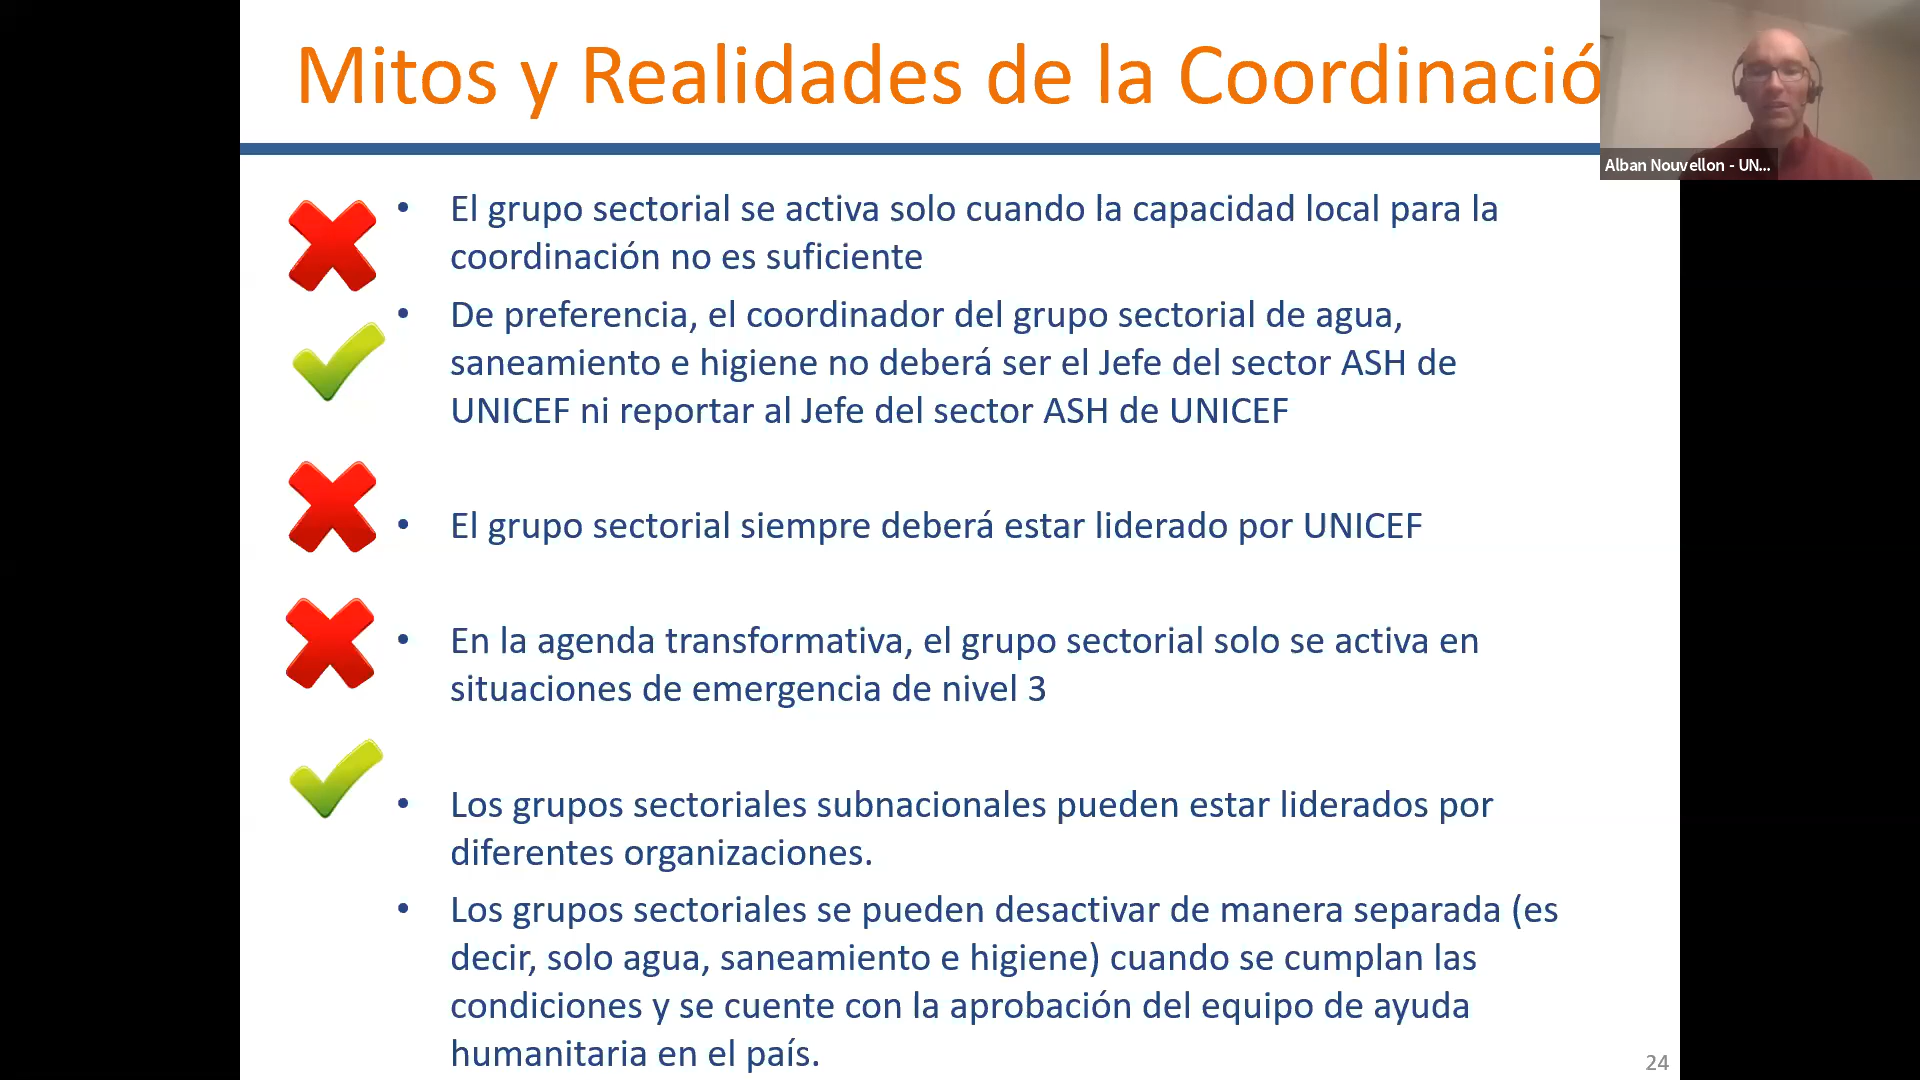 Mitos y Realidades de la Coordinació
Alban Nouvellon - UN...
• El grupo sectorial se activa solo cuando la capacidad local para la
coordinación no es suficiente
• De preferencia, el coordinador del grupo sectorial de agua,
saneamiento e higiene no deberá ser el Jefe del sector ASH de
UNICEF ni reportar al Jefe del sector ASH de UNICEF
• El grupo sectorial siempre deberá estar liderado por UNICEF
• En la agenda transformativa, el grupo sectorial solo se activa en
situaciones de emergencia de nivel 3
• Los grupos sectoriales subnacionales pueden estar liderados por
diferentes organizaciones.
• Los grupos sectoriales se pueden desactivar de manera separada (es
decir, solo agua, saneamiento e higiene) cuando se cumplan las
condiciones y se cuente con la aprobación del equipo de ayuda
humanitaria en el país.
24